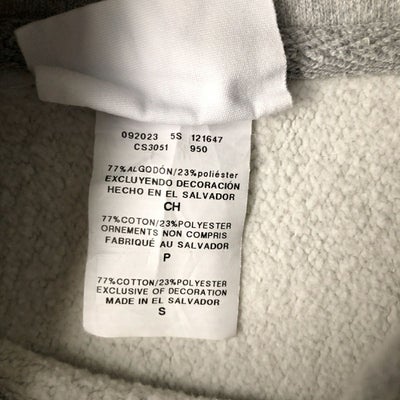 092023 5S 121647
CS3051 950
77%ALGODÓN/23%poliéster
EXCLUYENDO DECORACIÓN
HECHO EN EL SALVADOR
CH
77%COTON/23%POLYESTER
ORNEMENTS NON COMPRIS
FABRIQUÉ AU SALVADOR
P
77%COTTON/23%POLYESTER
EXCLUSIVE OF DECORATION
MADE IN EL SALVADOR
S